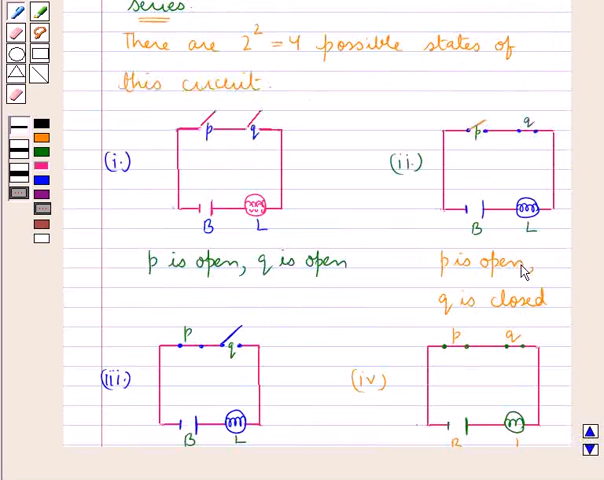 series.
There are 2² = 4 possible states of
this circuit.
(i.)
p q
B L
(ii.)
p q
B L
p is open, q is open
p is open,
q is closed
(iii.)
p q
B L
(iv)
p q
B L